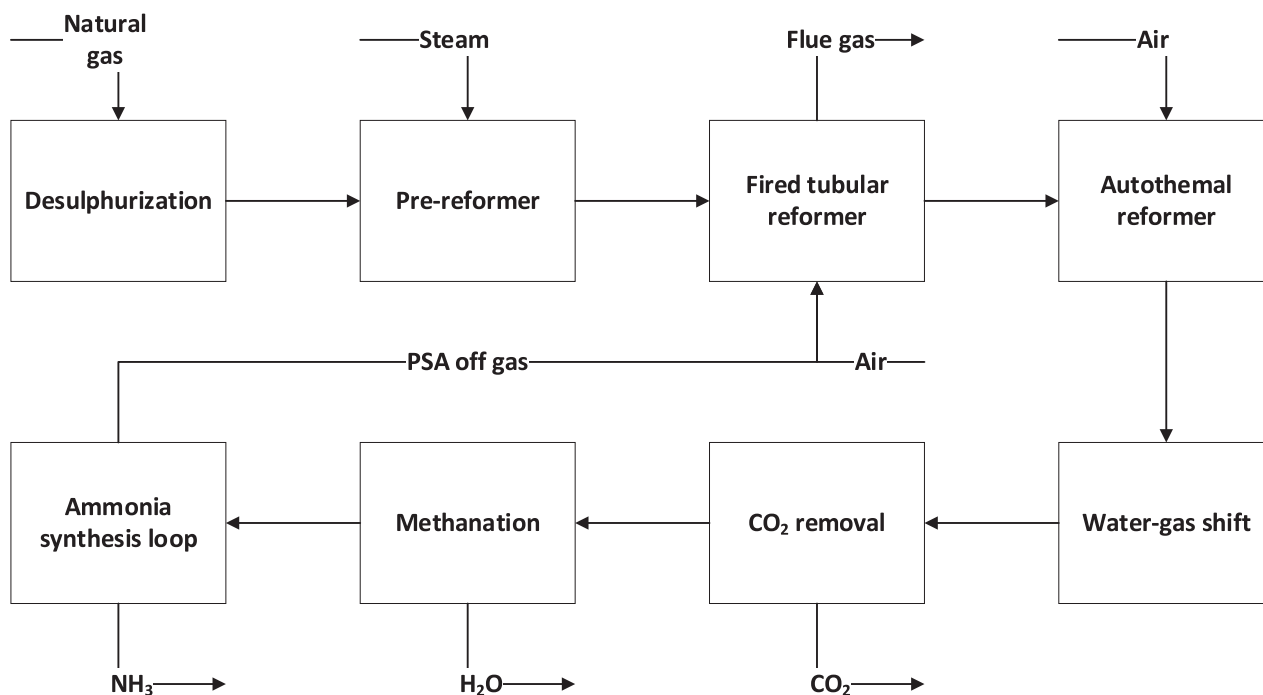 Natural
gas
Steam
Flue gas
Air
Desulphurization
Pre-reformer
Fired tubular
reformer
Autothemal
reformer
PSA off gas
Air
Ammonia
synthesis loop
Methanation
CO₂ removal
Water-gas shift
NH₃
H₂O
CO₂